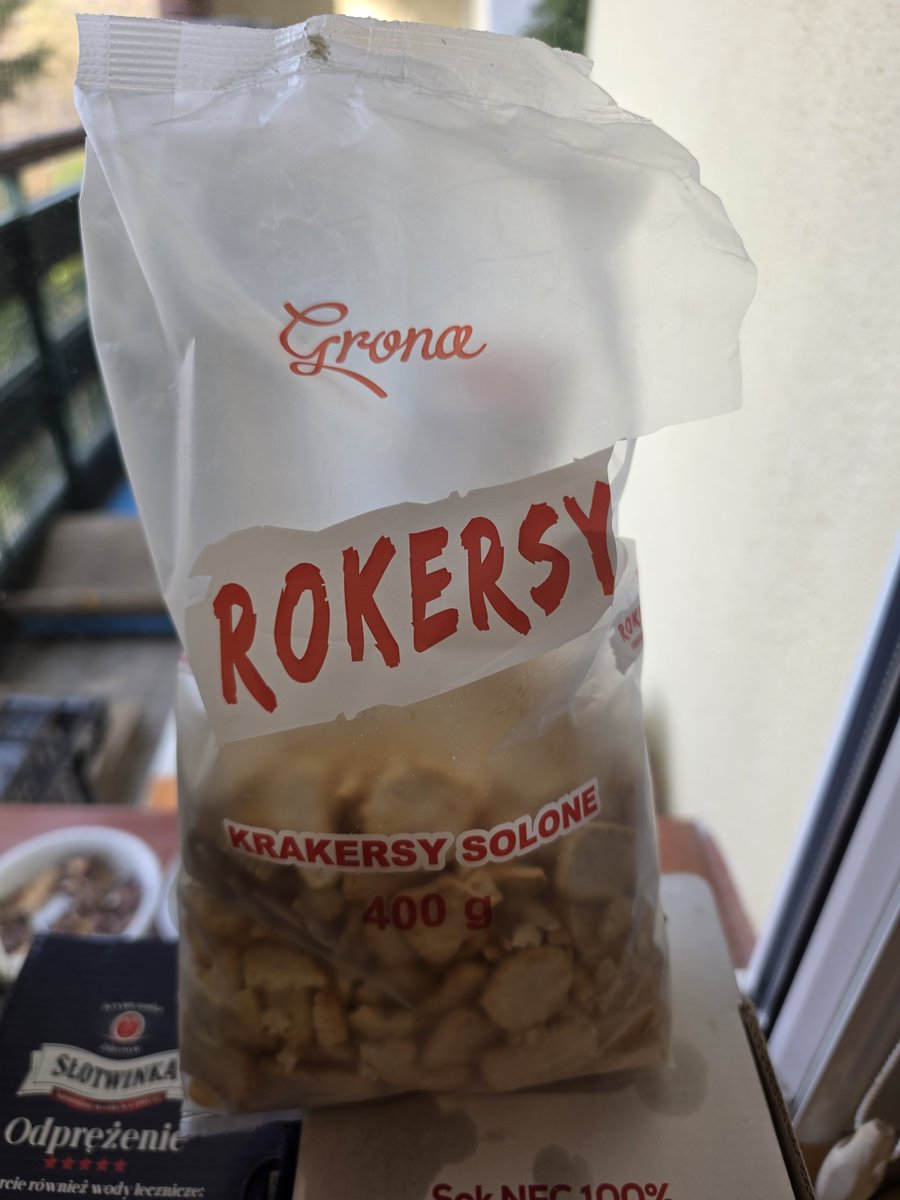 Grona
ROKERSY
KRAKERSY SOLONE
400 g
SŁOTWINKA
Odprężenie
rcie również wody lecznicze:
Sok NFC 100%